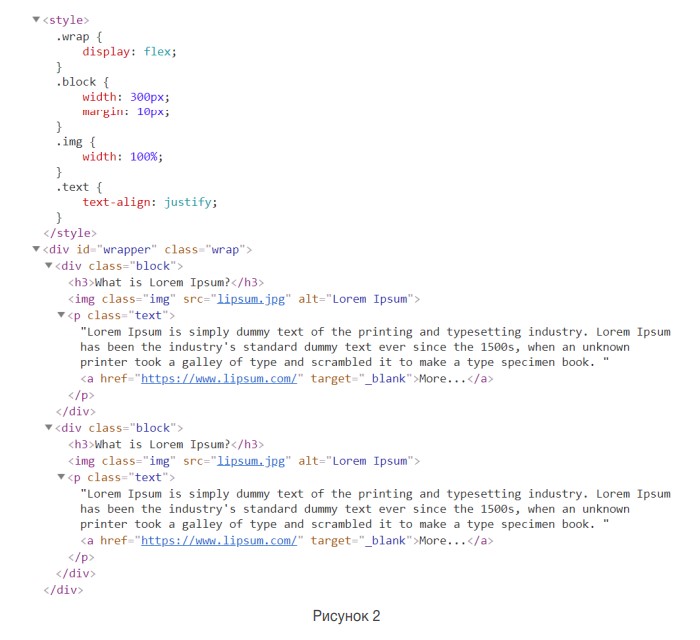 ▼<style>
.wrap {
display: flex;
}
.block {
width: 300px;
margin: 10px;
}
.img {
width: 100%;
}
.text {
text-align: justify;
}
</style>
▼<div id="wrapper" class="wrap">
▼<div class="block">
<h3>What is Lorem Ipsum?</h3>
<img class="img" src="lipsum.jpg" alt="Lorem Ipsum">
▼<p class="text">
"Lorem Ipsum is simply dummy text of the printing and typesetting industry. Lorem Ipsum
has been the industry's standard dummy text ever since the 1500s, when an unknown
printer took a galley of type and scrambled it to make a type specimen book. "
<a href="https://www.lipsum.com/" target="_blank">More...</a>
</p>
</div>
▼<div class="block">
<h3>What is Lorem Ipsum?</h3>
<img class="img" src="lipsum.jpg" alt="Lorem Ipsum">
▼<p class="text">
"Lorem Ipsum is simply dummy text of the printing and typesetting industry. Lorem Ipsum
has been the industry's standard dummy text ever since the 1500s, when an unknown
printer took a galley of type and scrambled it to make a type specimen book. "
<a href="https://www.lipsum.com/" target="_blank">More...</a>
</p>
</div>
</div>
Рисунок 2